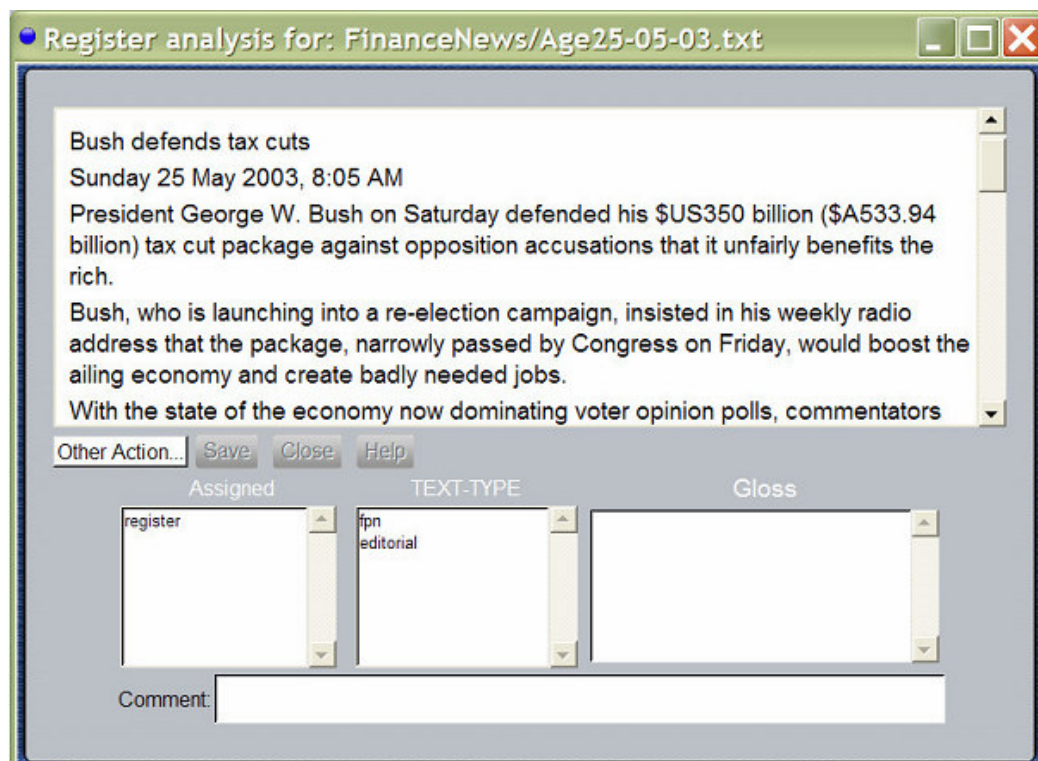 Register analysis for: FinanceNews/Age25-05-03.txt
Bush defends tax cuts
Sunday 25 May 2003, 8:05 AM
President George W. Bush on Saturday defended his $US350 billion ($A533.94
billion) tax cut package against opposition accusations that it unfairly benefits the
rich.
Bush, who is launching into a re-election campaign, insisted in his weekly radio
address that the package, narrowly passed by Congress on Friday, would boost the
ailing economy and create badly needed jobs.
With the state of the economy now dominating voter opinion polls, commentators
Other Action... Save Close Help
Assigned TEXT-TYPE Gloss
register fpn
editorial
Comment: